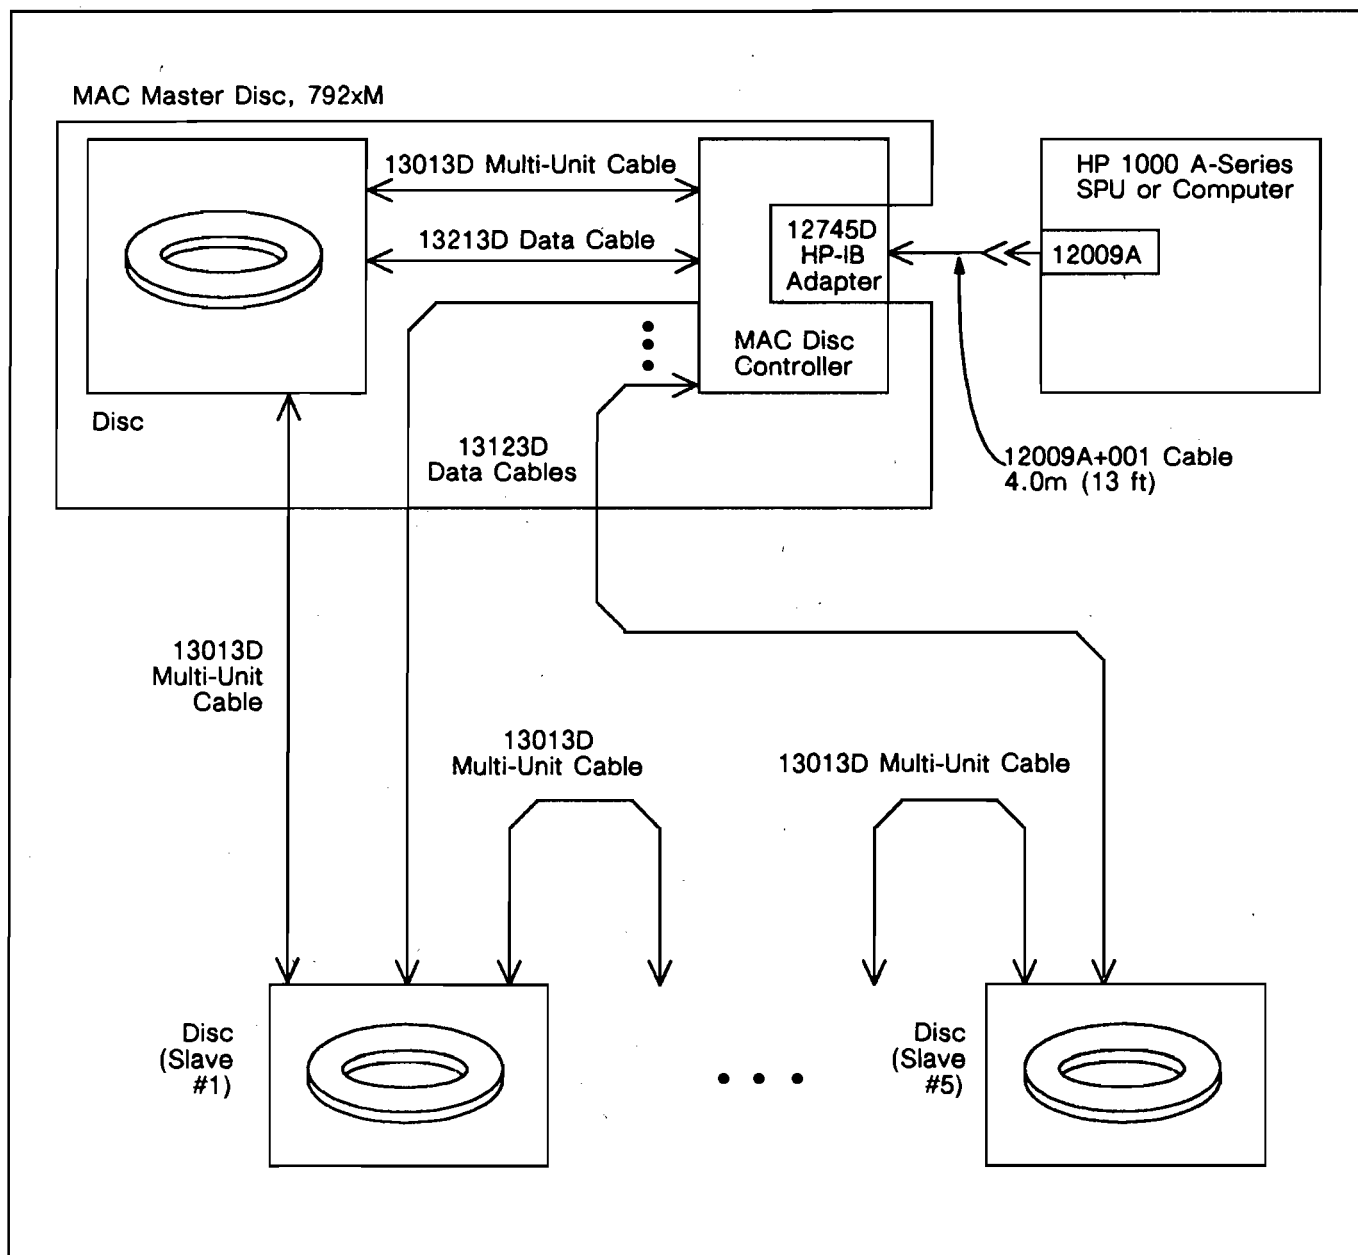 MAC Master Disc, 792xM
13013D Multi-Unit Cable
13213D Data Cable
12745D
HP-IB
Adapter
MAC Disc
Controller
HP 1000 A-Series
SPU or Computer
12009A
Disc
13123D
Data Cables
12009A+001 Cable
4.0m (13 ft)
13013D
Multi-Unit
Cable
13013D
Multi-Unit Cable
13013D Multi-Unit Cable
Disc
(Slave
#1)
Disc
(Slave
#5)